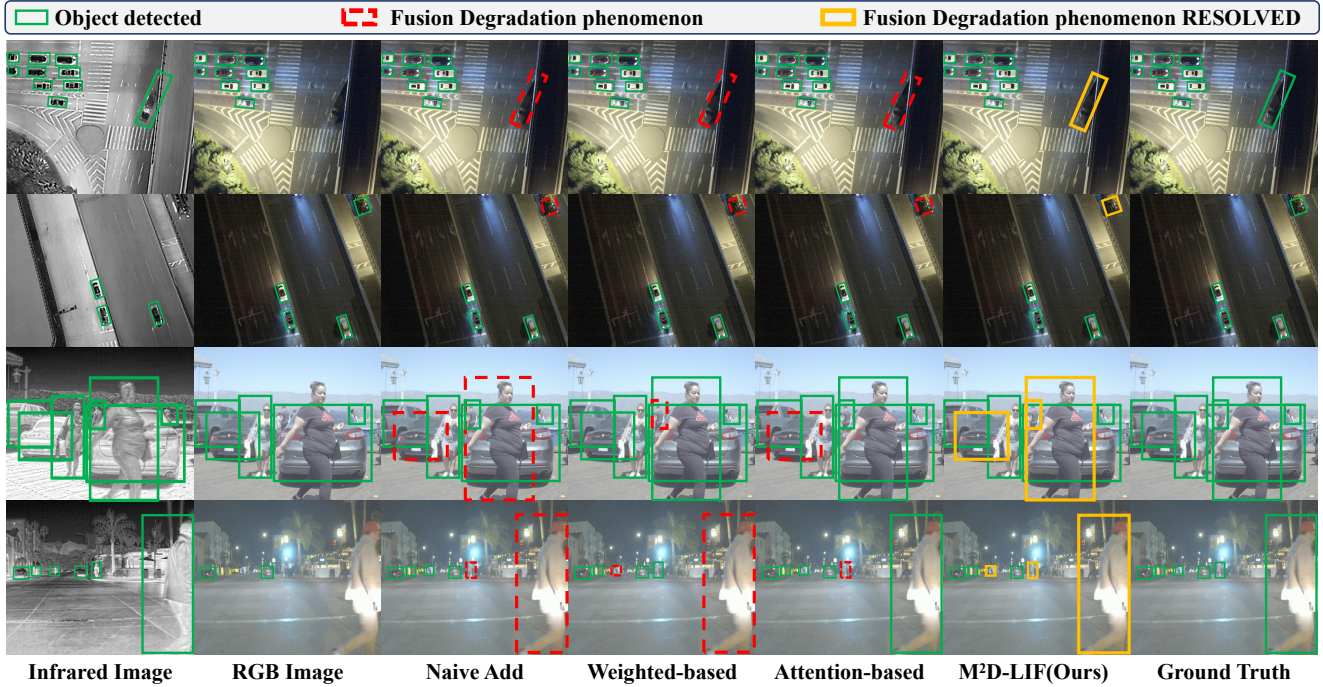 Object detected
Fusion Degradation phenomenon
Fusion Degradation phenomenon RESOLVED
Infrared Image
RGB Image
Naive Add
Weighted-based
Attention-based
M²D-LIF(Ours)
Ground Truth